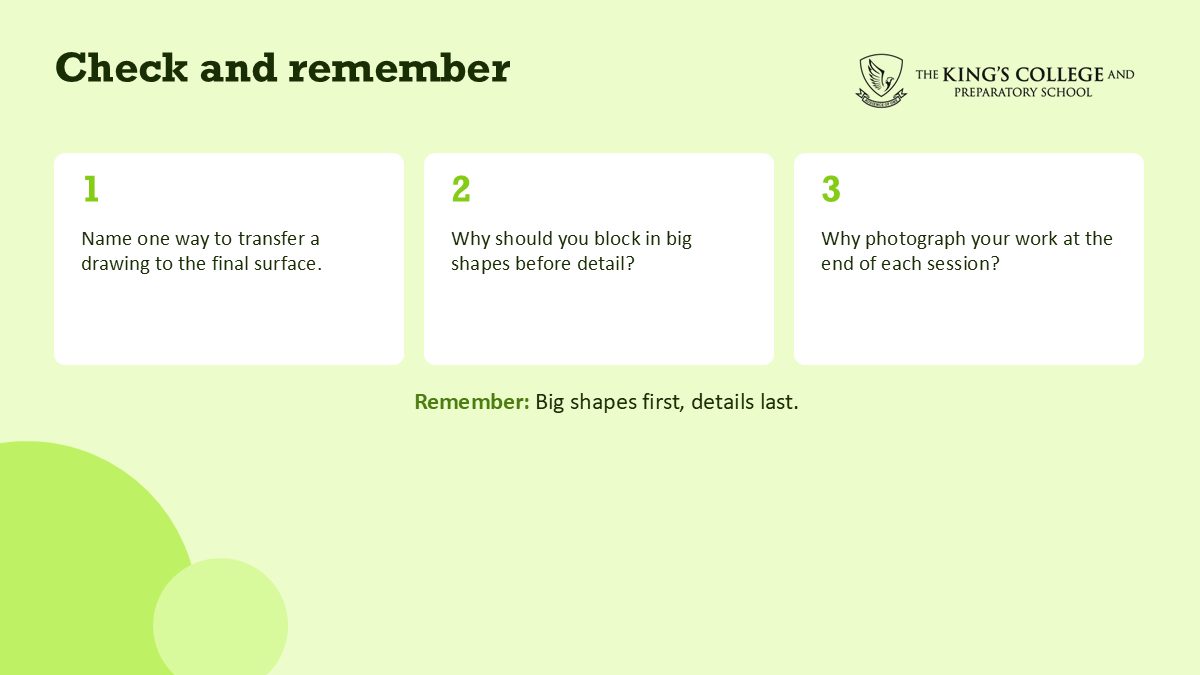 Check and remember
THE KING'S COLLEGE AND
PREPARATORY SCHOOL
1
Name one way to transfer a
drawing to the final surface.
2
Why should you block in big
shapes before detail?
3
Why photograph your work at the
end of each session?
Remember: Big shapes first, details last.